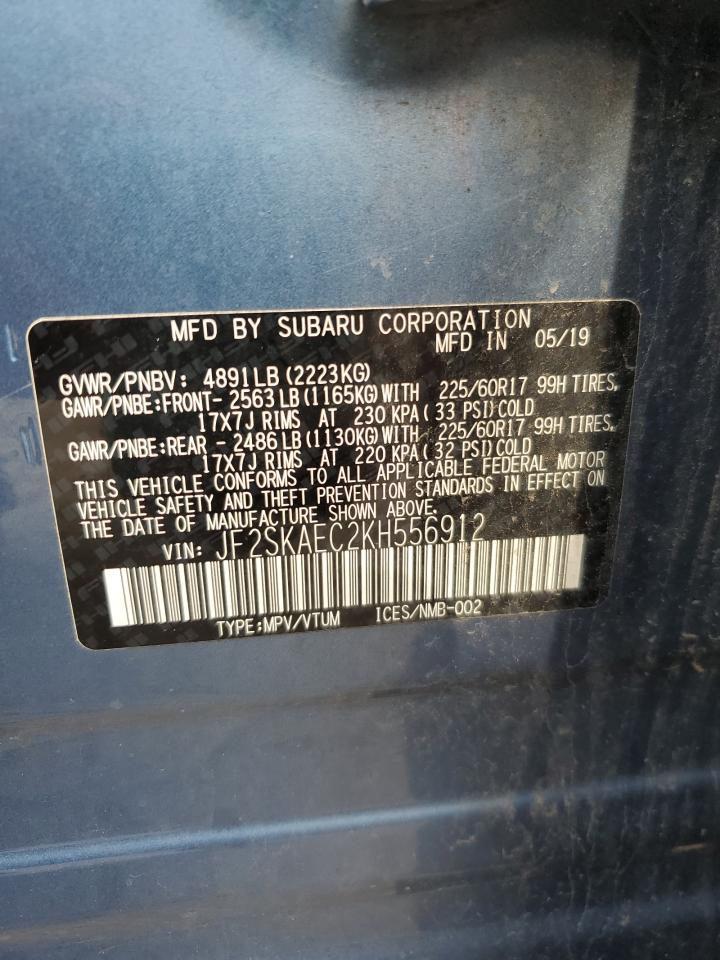 MFD BY SUBARU CORPORATION
MFD IN 05/19
GVWR/PNBV: 4891LB(2223KG)
GAWR/PNBE:FRONT- 2563LB(1165KG)WITH 225/60R17 99H TIRES,
17X7J RIMS AT 230 KPA( 33 PSI)COLD
GAWR/PNBE:REAR - 2486LB(1130KG)WITH 225/60R17 99H TIRES,
17X7J RIMS AT 220 KPA( 32 PSI)COLD
THIS VEHICLE CONFORMS TO ALL APPLICABLE FEDERAL MOTOR
VEHICLE SAFETY AND THEFT PREVENTION STANDARDS IN EFFECT ON
THE DATE OF MANUFACTURE SHOWN ABOVE.
VIN: JF2SKAEC2KH556912
TYPE:MPV/VTUM ICES/NMB-002